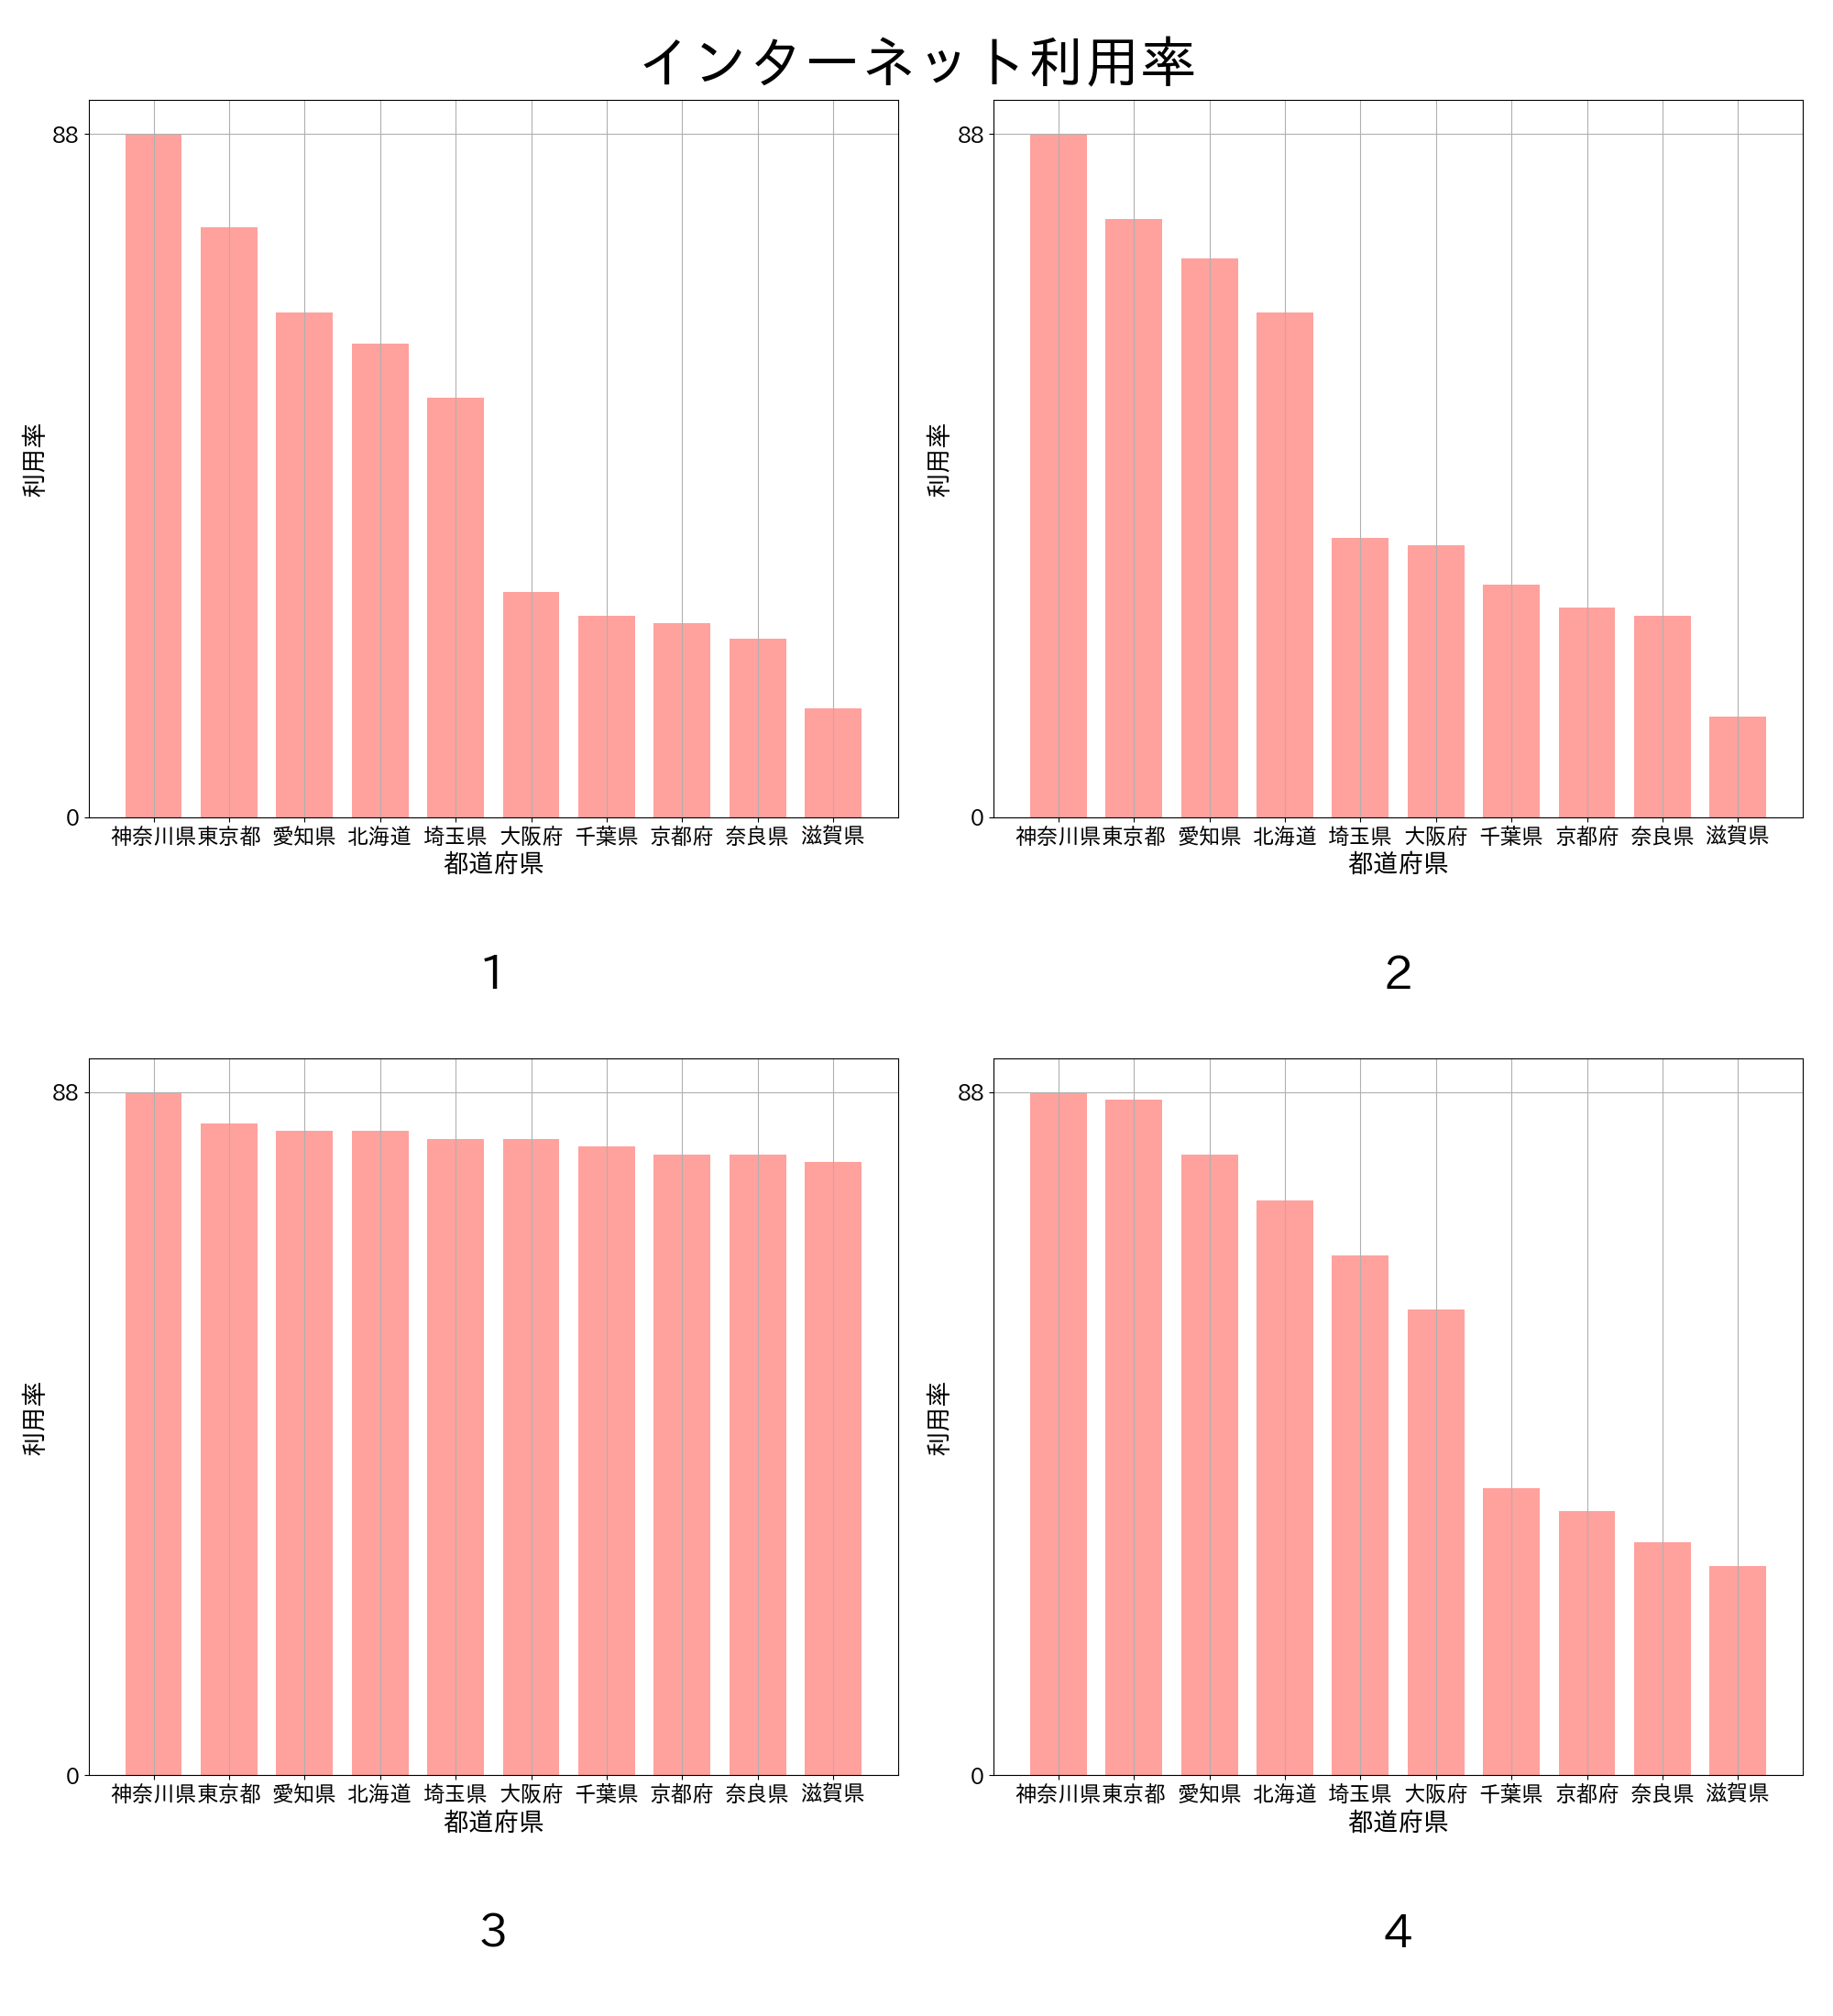 インターネット利用率
88
0
利用率
神奈川県 東京都 愛知県 北海道 埼玉県 大阪府 千葉県 京都府 奈良県 滋賀県
都道府県
1
88
0
利用率
神奈川県 東京都 愛知県 北海道 埼玉県 大阪府 千葉県 京都府 奈良県 滋賀県
都道府県
2
88
0
利用率
神奈川県 東京都 愛知県 北海道 埼玉県 大阪府 千葉県 京都府 奈良県 滋賀県
都道府県
3
88
0
利用率
神奈川県 東京都 愛知県 北海道 埼玉県 大阪府 千葉県 京都府 奈良県 滋賀県
都道府県
4